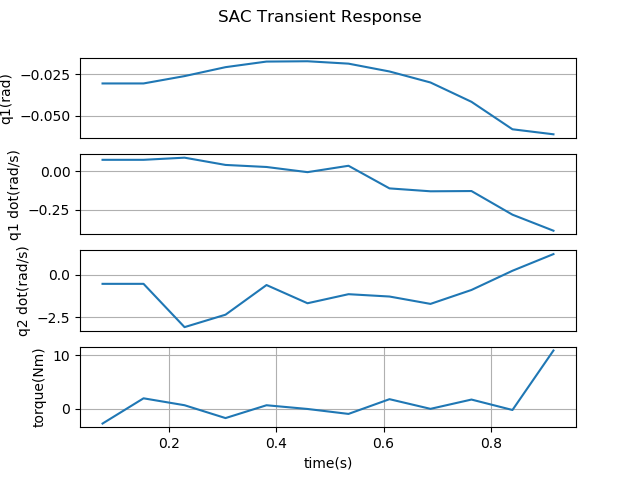 SAC Transient Response
q1(rad)
−0.025
−0.050
q1 dot(rad/s)
0.00
−0.25
q2 dot(rad/s)
0.0
−2.5
torque(Nm)
10
0
0.2 0.4 0.6 0.8
time(s)